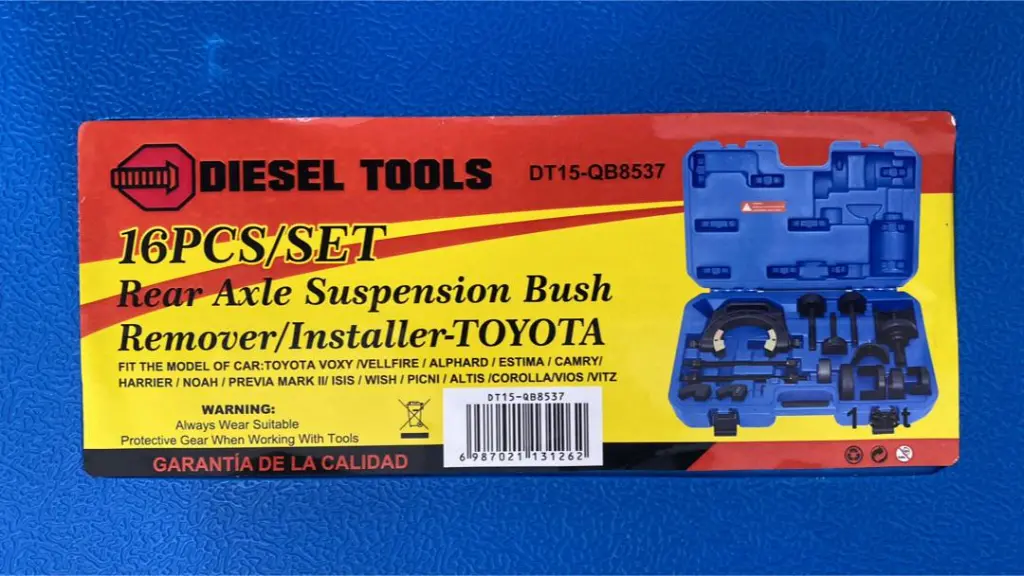 DIESEL TOOLS
DT15-QB8537
16PCS/SET
Rear Axle Suspension Bush
Remover/Installer-TOYOTA
FIT THE MODEL OF CAR:TOYOTA VOXY /VELLFIRE / ALPHARD / ESTIMA / CAMRY/
HARRIER / NOAH / PREVIA MARK II/ ISIS / WISH / PICNI / ALTIS /COROLLA/VIOS /VITZ
WARNING:
Always Wear Suitable
Protective Gear When Working With Tools
GARANTÍA DE LA CALIDAD
DT15-QB8537
6 987021 131262